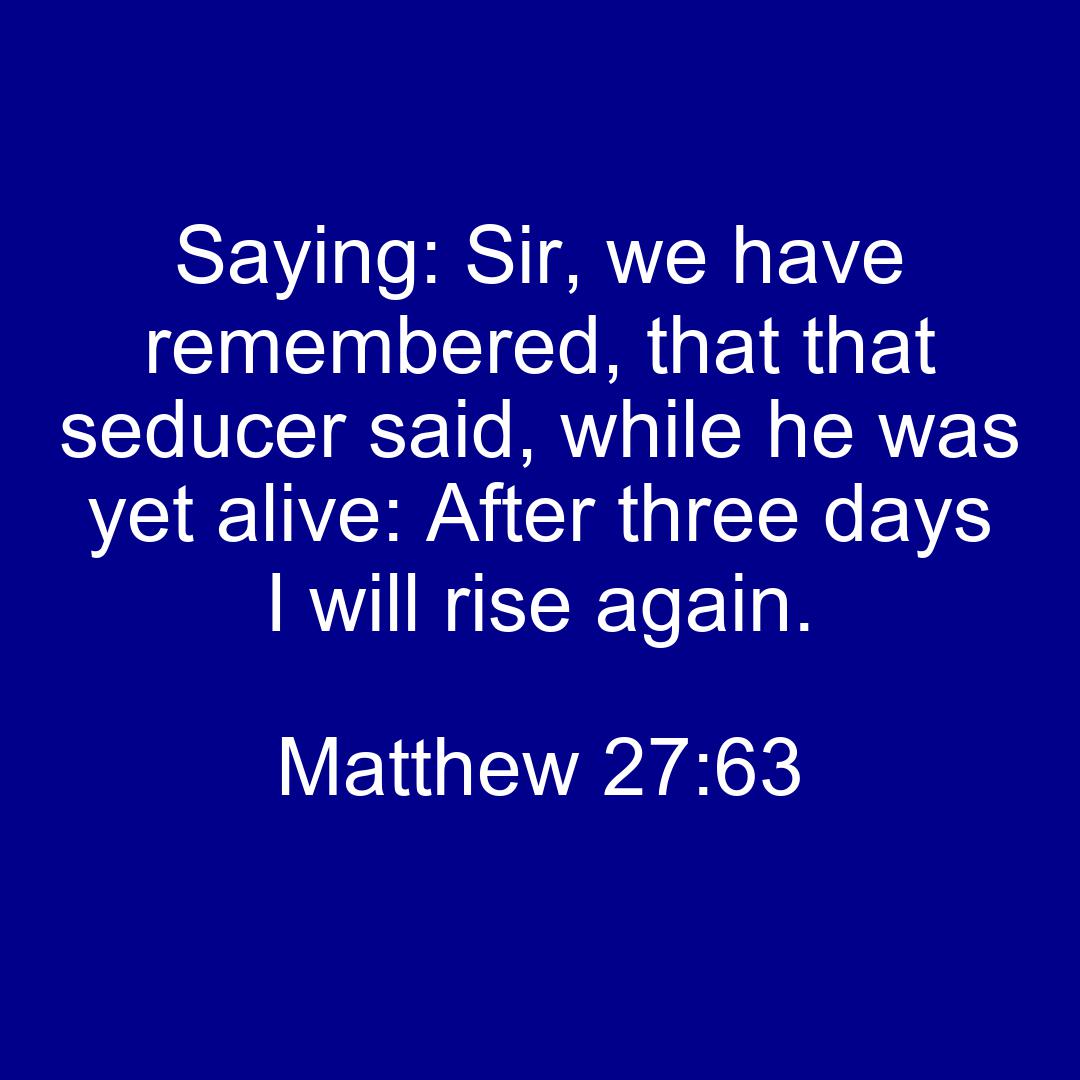 Saying: Sir, we have
remembered, that that
seducer said, while he was
yet alive: After three days
I will rise again.
Matthew 27:63